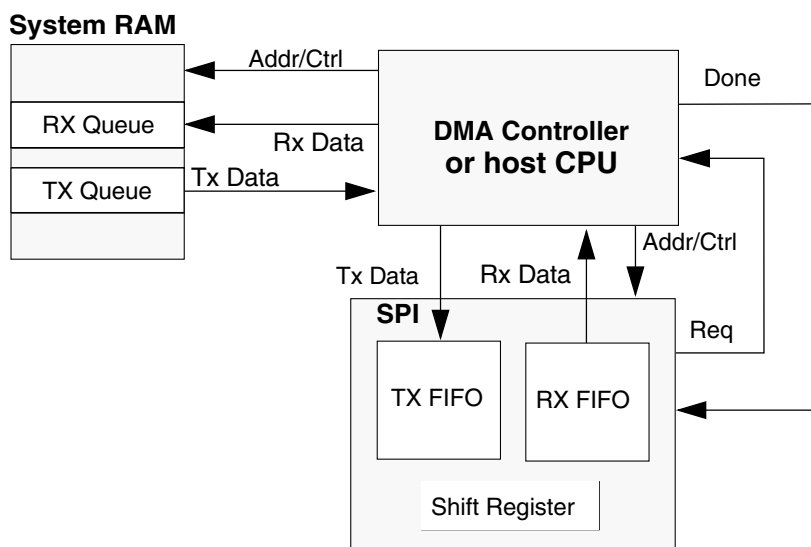 System RAM
Addr/Ctrl
Done
RX Queue
Rx Data
DMA Controller
or host CPU
TX Queue
Tx Data
Addr/Ctrl
Tx Data
Rx Data
SPI
Req
TX FIFO
RX FIFO
Shift Register